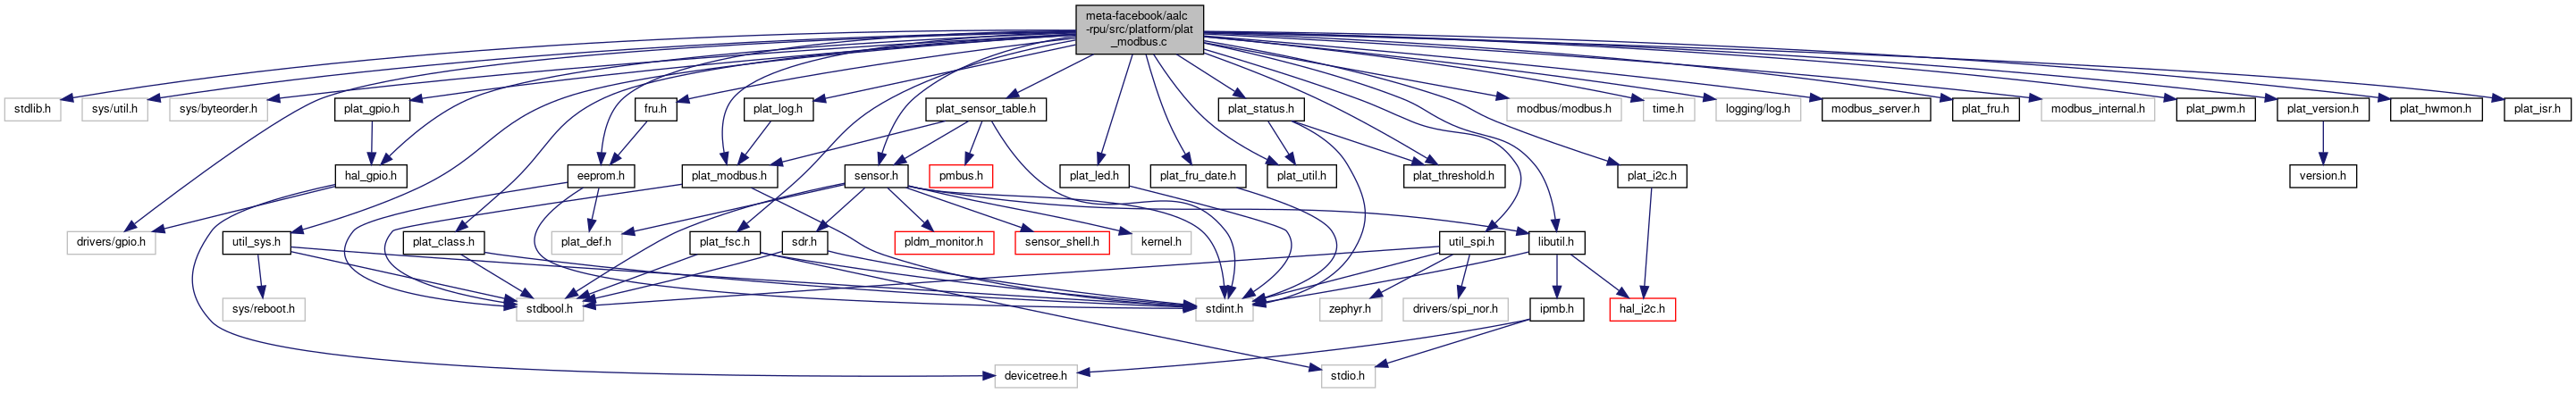 meta-facebook/aalc
-rpu/src/platform/plat
_modbus.c
stdlib.h
sys/util.h
sys/byteorder.h
plat_gpio.h
fru.h
plat_log.h
plat_sensor_table.h
plat_status.h
modbus/modbus.h
time.h
logging/log.h
modbus_server.h
plat_fru.h
modbus_internal.h
plat_pwm.h
plat_version.h
plat_hwmon.h
plat_isr.h
hal_gpio.h
eeprom.h
plat_modbus.h
sensor.h
pmbus.h
plat_led.h
plat_fru_date.h
plat_util.h
plat_threshold.h
plat_i2c.h
version.h
drivers/gpio.h
util_sys.h
plat_class.h
plat_def.h
plat_fsc.h
sdr.h
pldm_monitor.h
sensor_shell.h
kernel.h
util_spi.h
libutil.h
sys/reboot.h
stdbool.h
stdint.h
zephyr.h
drivers/spi_nor.h
ipmb.h
hal_i2c.h
devicetree.h
stdio.h